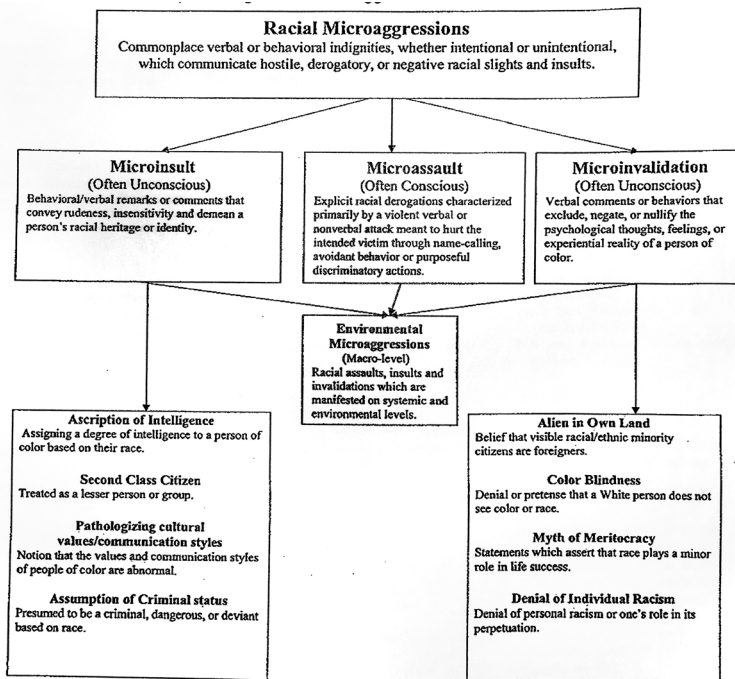 Racial Microaggressions
Commonplace verbal or behavioral indignities, whether intentional or unintentional,
which communicate hostile, derogatory, or negative racial slights and insults.
Microinsult
(Often Unconscious)
Behavioral/verbal remarks or comments that
convey rudeness, insensitivity and demean a
person's racial heritage or identity.
Microassault
(Often Conscious)
Explicit racial derogations characterized
primarily by a violent verbal or
nonverbal attack meant to hurt the
intended victim through name-calling,
avoidant behavior or purposeful
discriminatory actions.
Microinvalidation
(Often Unconscious)
Verbal comments or behaviors that
exclude, negate, or nullify the
psychological thoughts, feelings, or
experiential reality of a person of
color.
Environmental
Microaggressions
(Macro-level)
Racial assaults, insults and
invalidations which are
manifested on systemic and
environmental levels.
Ascription of Intelligence
Assigning a degree of intelligence to a person of
color based on their race.
Second Class Citizen
Treated as a lesser person or group.
Pathologizing cultural
values/communication styles
Notion that the values and communication styles
of people of color are abnormal.
Assumption of Criminal status
Presumed to be a criminal, dangerous, or deviant
based on race.
Alien in Own Land
Belief that visible racial/ethnic minority
citizens are foreigners.
Color Blindness
Denial or pretense that a White person does not
see color or race.
Myth of Meritocracy
Statements which assert that race plays a minor
role in life success.
Denial of Individual Racism
Denial of personal racism or one's role in its
perpetuation.